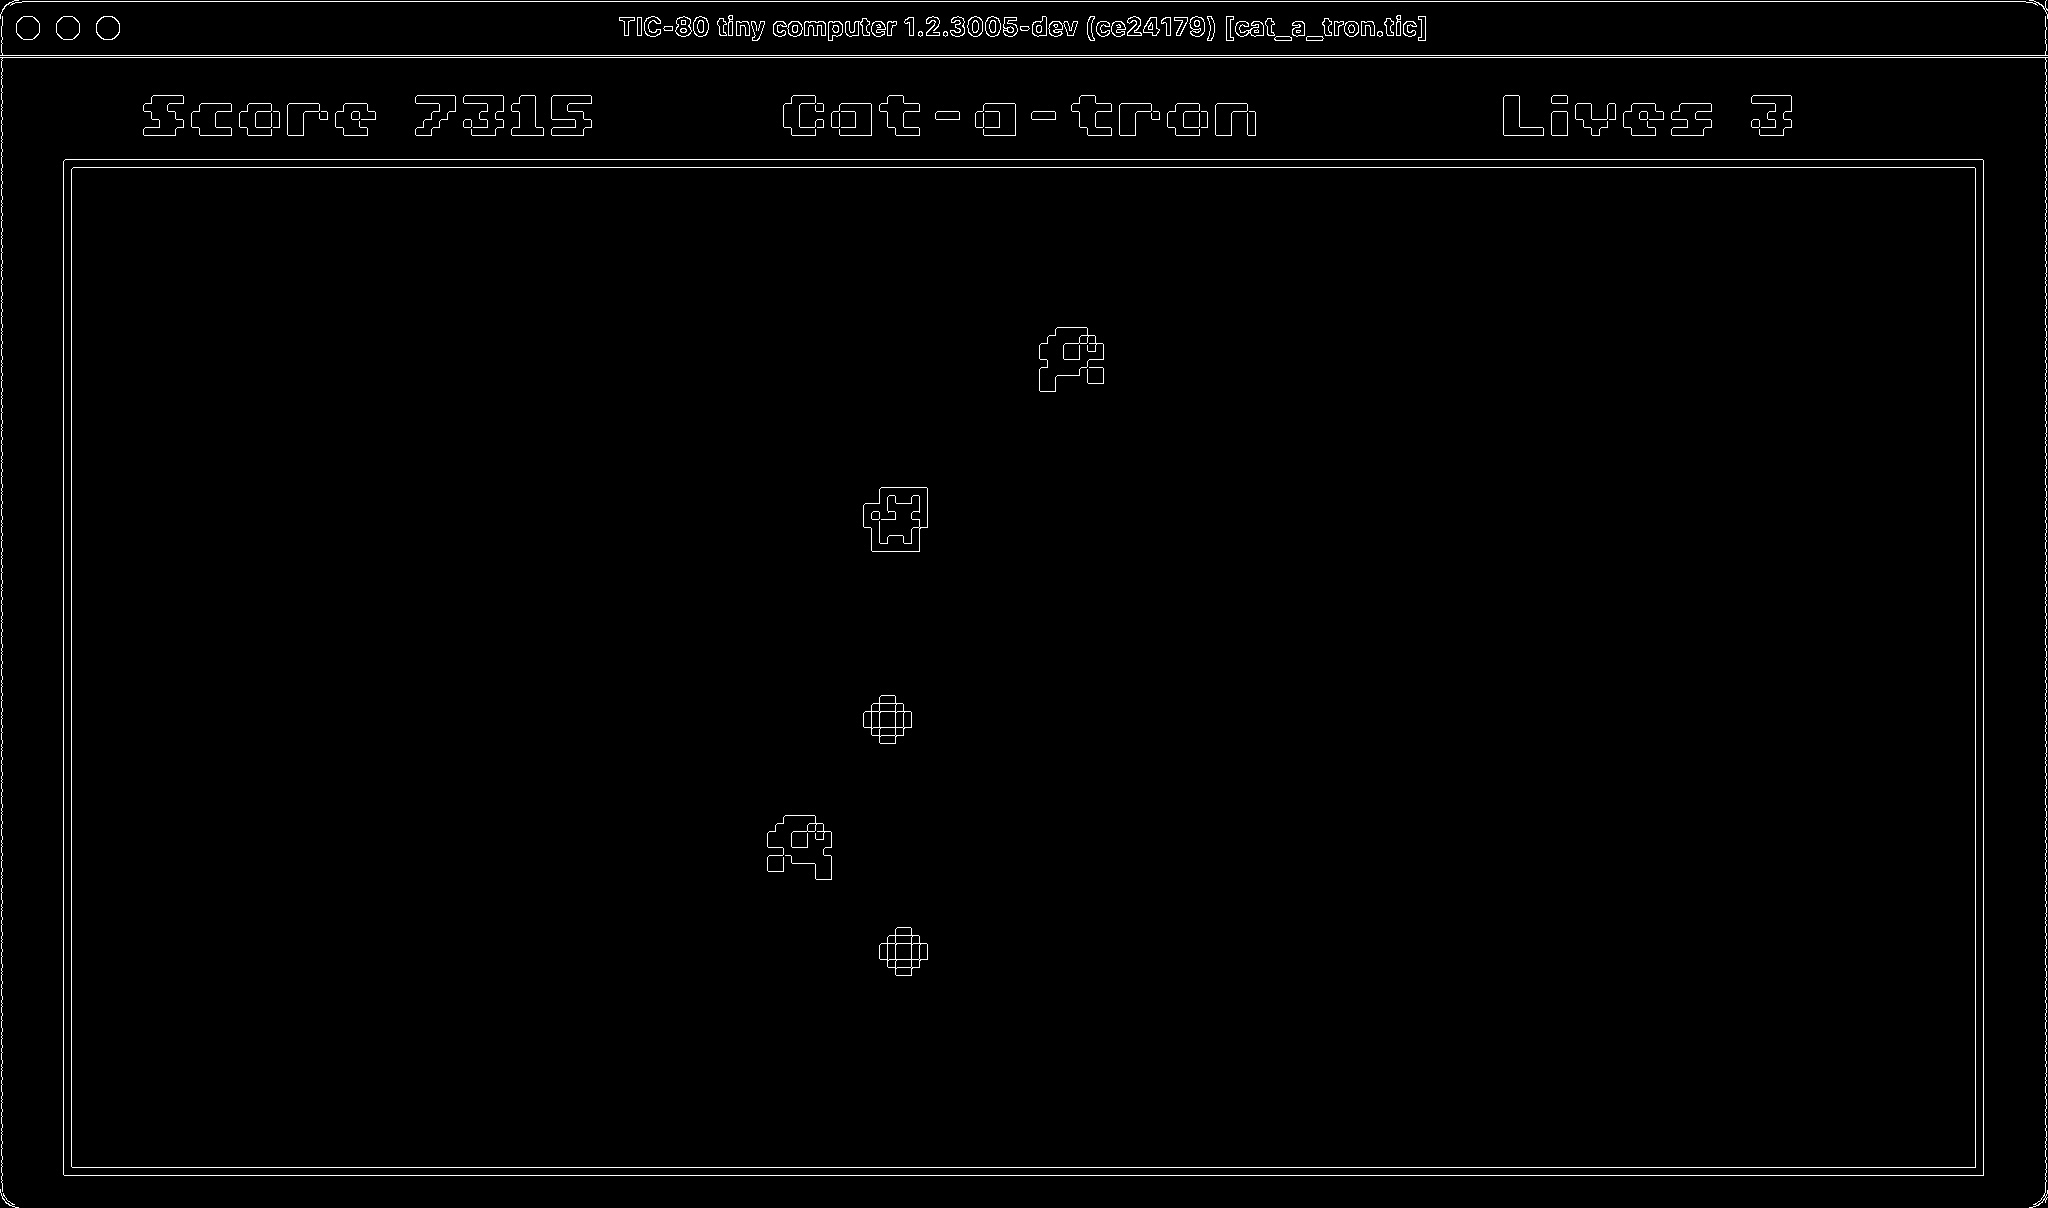 TIC-80 tiny computer 1.2.3005-dev (ce24179) [cat_a_tron.tic]
Score 7315 Cat-a-tron Lives 3